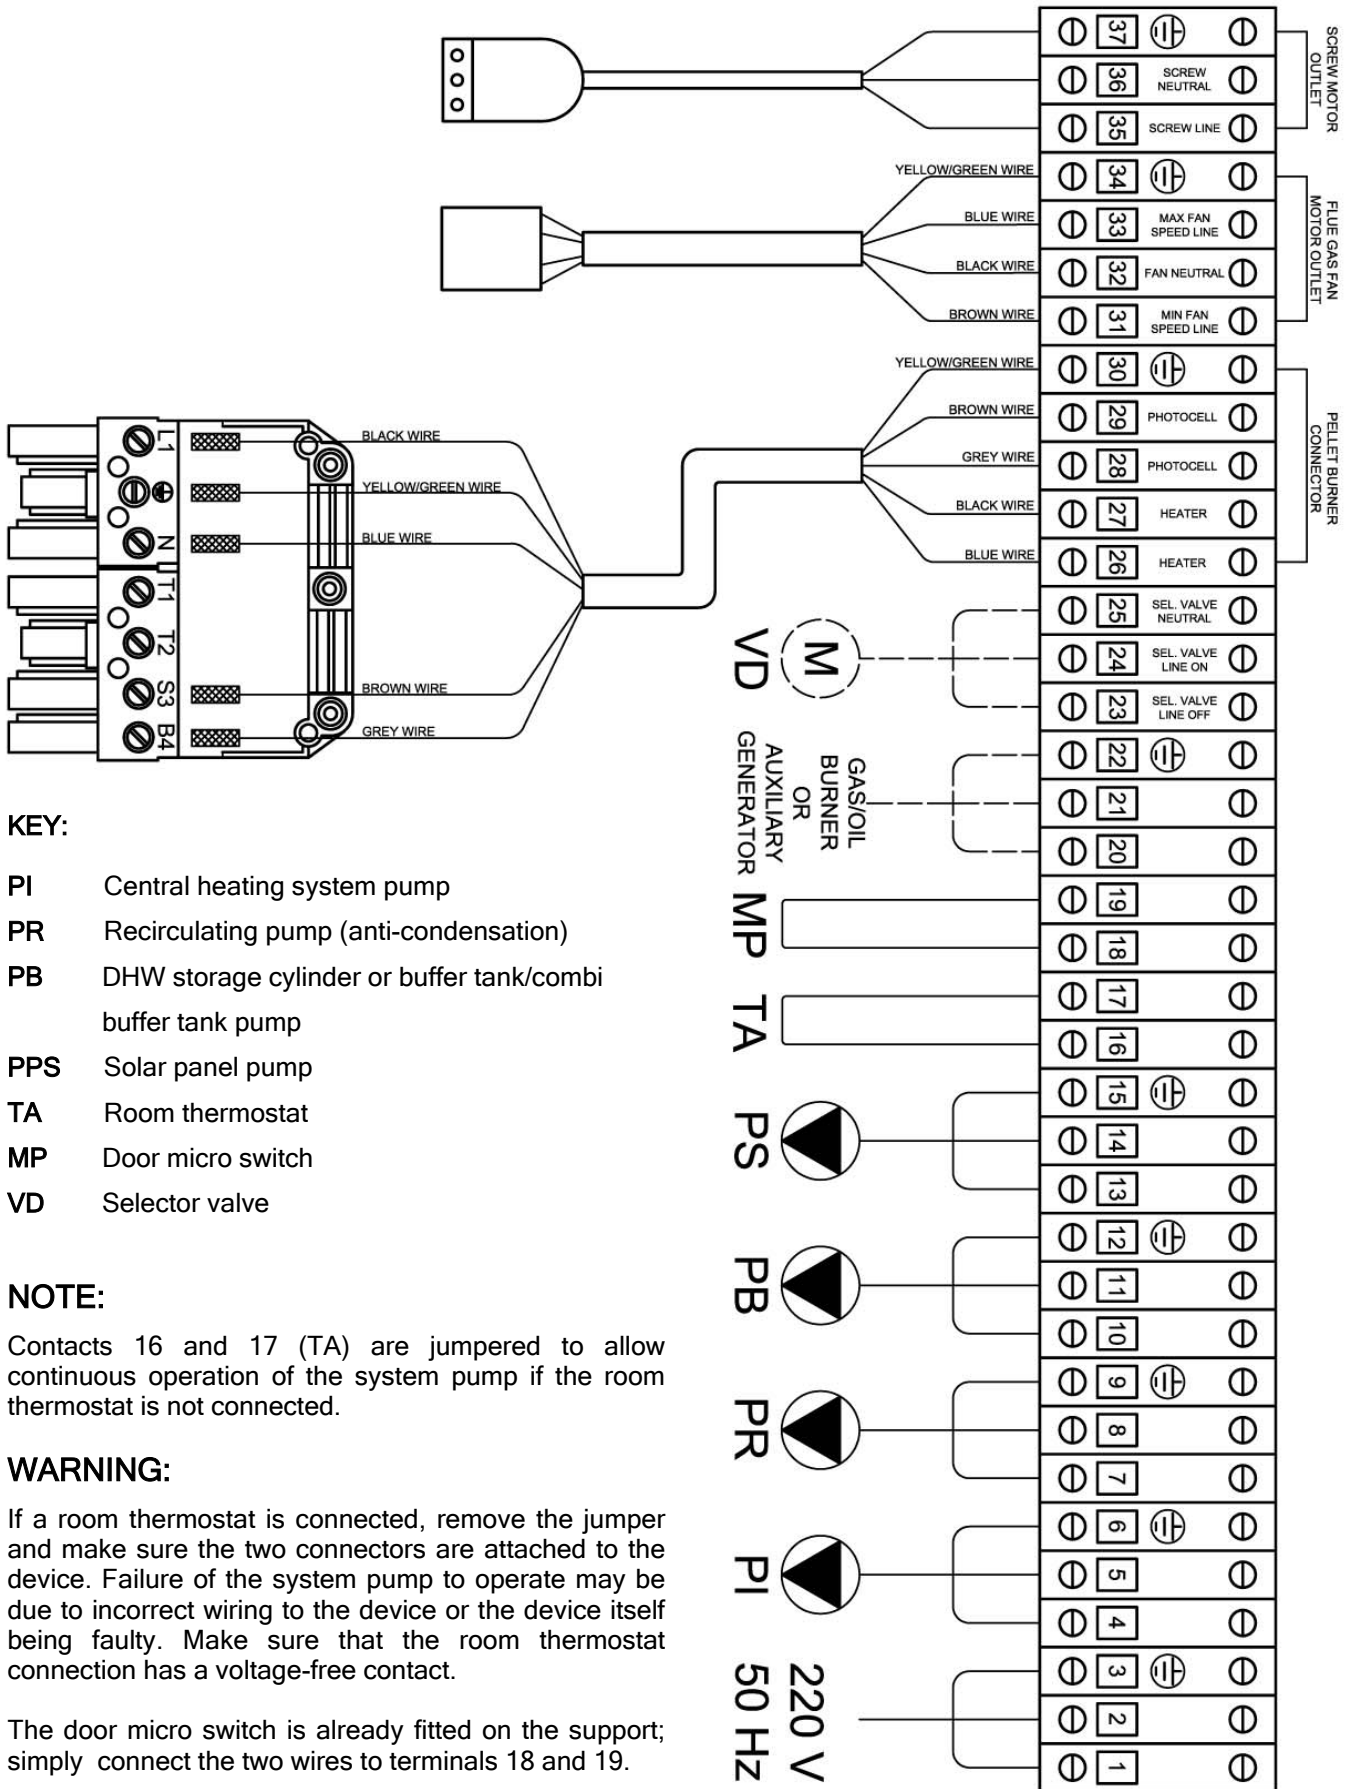 37
SCREW MOTOR
OUTLET
36
SCREW
NEUTRAL
35
SCREW LINE
YELLOW/GREEN WIRE
34
BLUE WIRE
33
MAX FAN
SPEED LINE
FLUE GAS FAN
MOTOR OUTLET
BLACK WIRE
32
FAN NEUTRAL
BROWN WIRE
31
MIN FAN
SPEED LINE
YELLOW/GREEN WIRE
30
BROWN WIRE
29
PHOTOCELL
PELLET BURNER
CONNECTOR
GREY WIRE
28
PHOTOCELL
BLACK WIRE
27
HEATER
BLUE WIRE
26
HEATER
L1
BLACK WIRE
YELLOW/GREEN WIRE
N
BLUE WIRE
T1
T2
S3
BROWN WIRE
B4
GREY WIRE
25
SEL. VALVE
NEUTRAL
VD
M
24
SEL. VALVE
LINE ON
23
SEL. VALVE
LINE OFF
22
GAS/OIL
BURNER
OR
AUXILIARY
GENERATOR
21
20
19
MP
18
17
TA
16
15
PS
14
13
12
PB
11
10
9
PR
8
7
6
PI
5
4
3
220 V
50 Hz
2
1
KEY:
PI Central heating system pump
PR Recirculating pump (anti-condensation)
PB DHW storage cylinder or buffer tank/combi
buffer tank pump
PPS Solar panel pump
TA Room thermostat
MP Door micro switch
VD Selector valve
NOTE:
Contacts 16 and 17 (TA) are jumpered to allow
continuous operation of the system pump if the room
thermostat is not connected.
WARNING:
If a room thermostat is connected, remove the jumper
and make sure the two connectors are attached to the
device. Failure of the system pump to operate may be
due to incorrect wiring to the device or the device itself
being faulty. Make sure that the room thermostat
connection has a voltage-free contact.
The door micro switch is already fitted on the support;
simply connect the two wires to terminals 18 and 19.